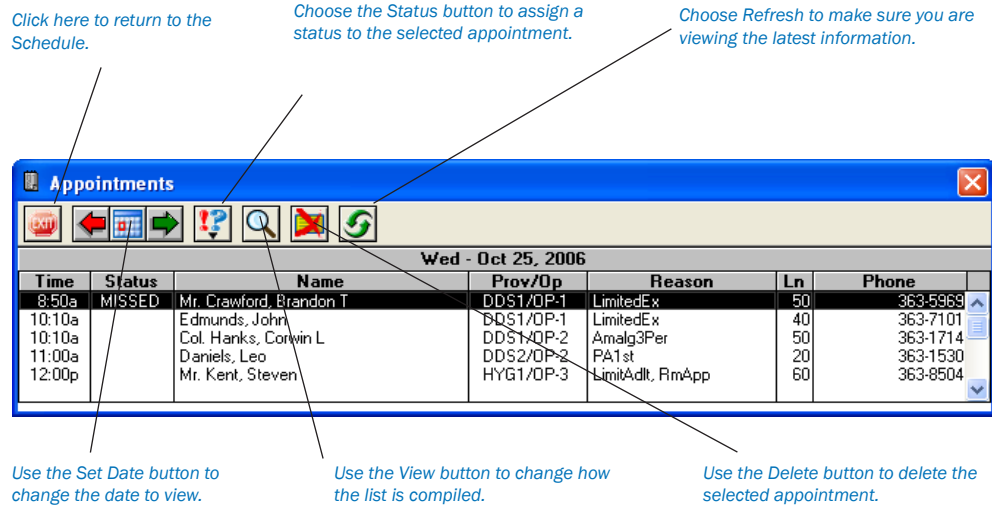 Click here to return to the
Schedule.
Choose the Status button to assign a
status to the selected appointment.
Choose Refresh to make sure you are
viewing the latest information.
Appointments
EXIT
Wed - Oct 25, 2006
Time Status Name Prov/Op Reason Ln Phone
8:50a MISSED Mr. Crawford, Brandon T DDS1/OP-1 LimitedEx 50 363-5969
10:10a Edmunds, John DDS1/OP-1 LimitedEx 40 363-7101
10:10a Col. Hanks, Corwin L DDS1/OP-2 Amalg3Per 50 363-1714
11:00a Daniels, Leo DDS2/OP-2 PA1st 20 363-1530
12:00p Mr. Kent, Steven HYG1/OP-3 LimitAdlt, RmApp 60 363-8504
Use the Set Date button to
change the date to view.
Use the View button to change how
the list is compiled.
Use the Delete button to delete the
selected appointment.